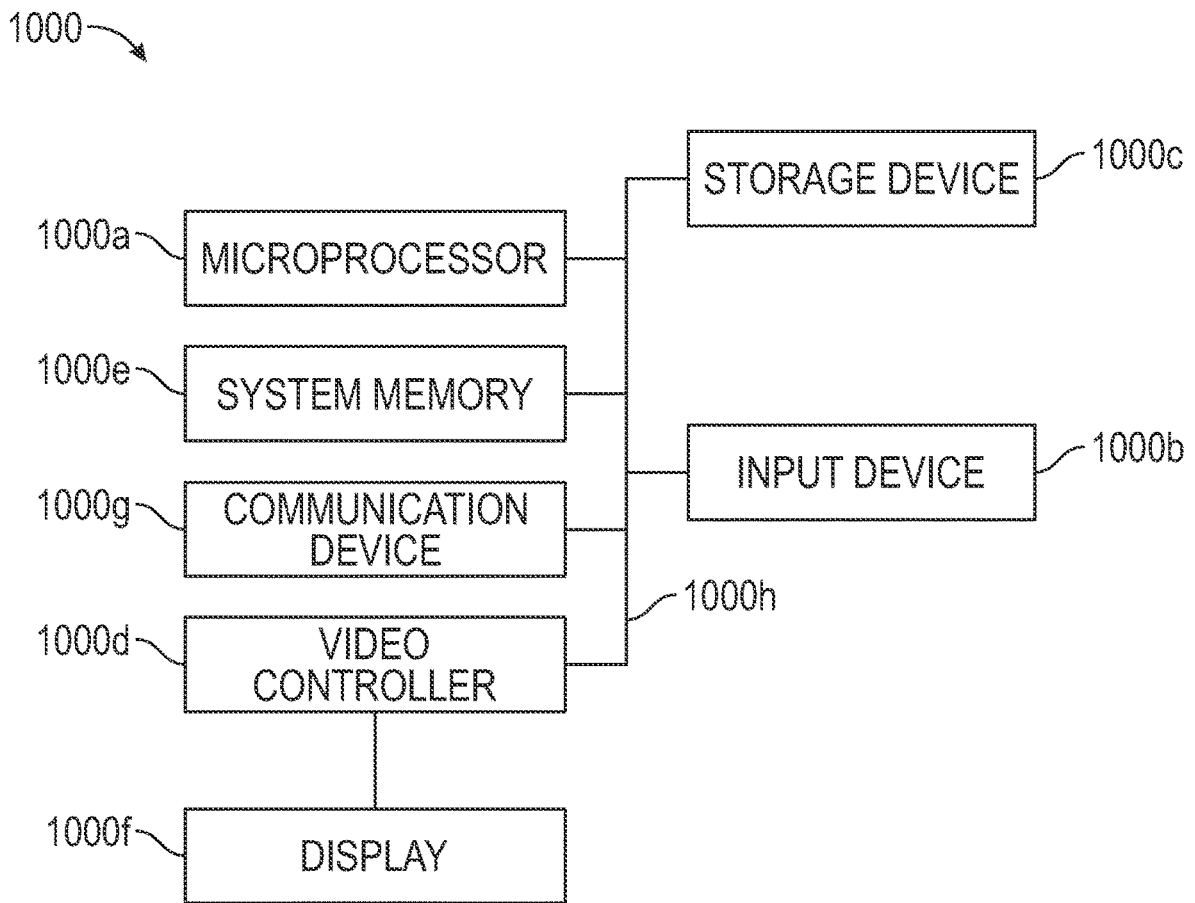 1000
STORAGE DEVICE
1000c
1000a
MICROPROCESSOR
1000e
SYSTEM MEMORY
INPUT DEVICE
1000b
1000g
COMMUNICATION
DEVICE
1000h
1000d
VIDEO
CONTROLLER
1000f
DISPLAY